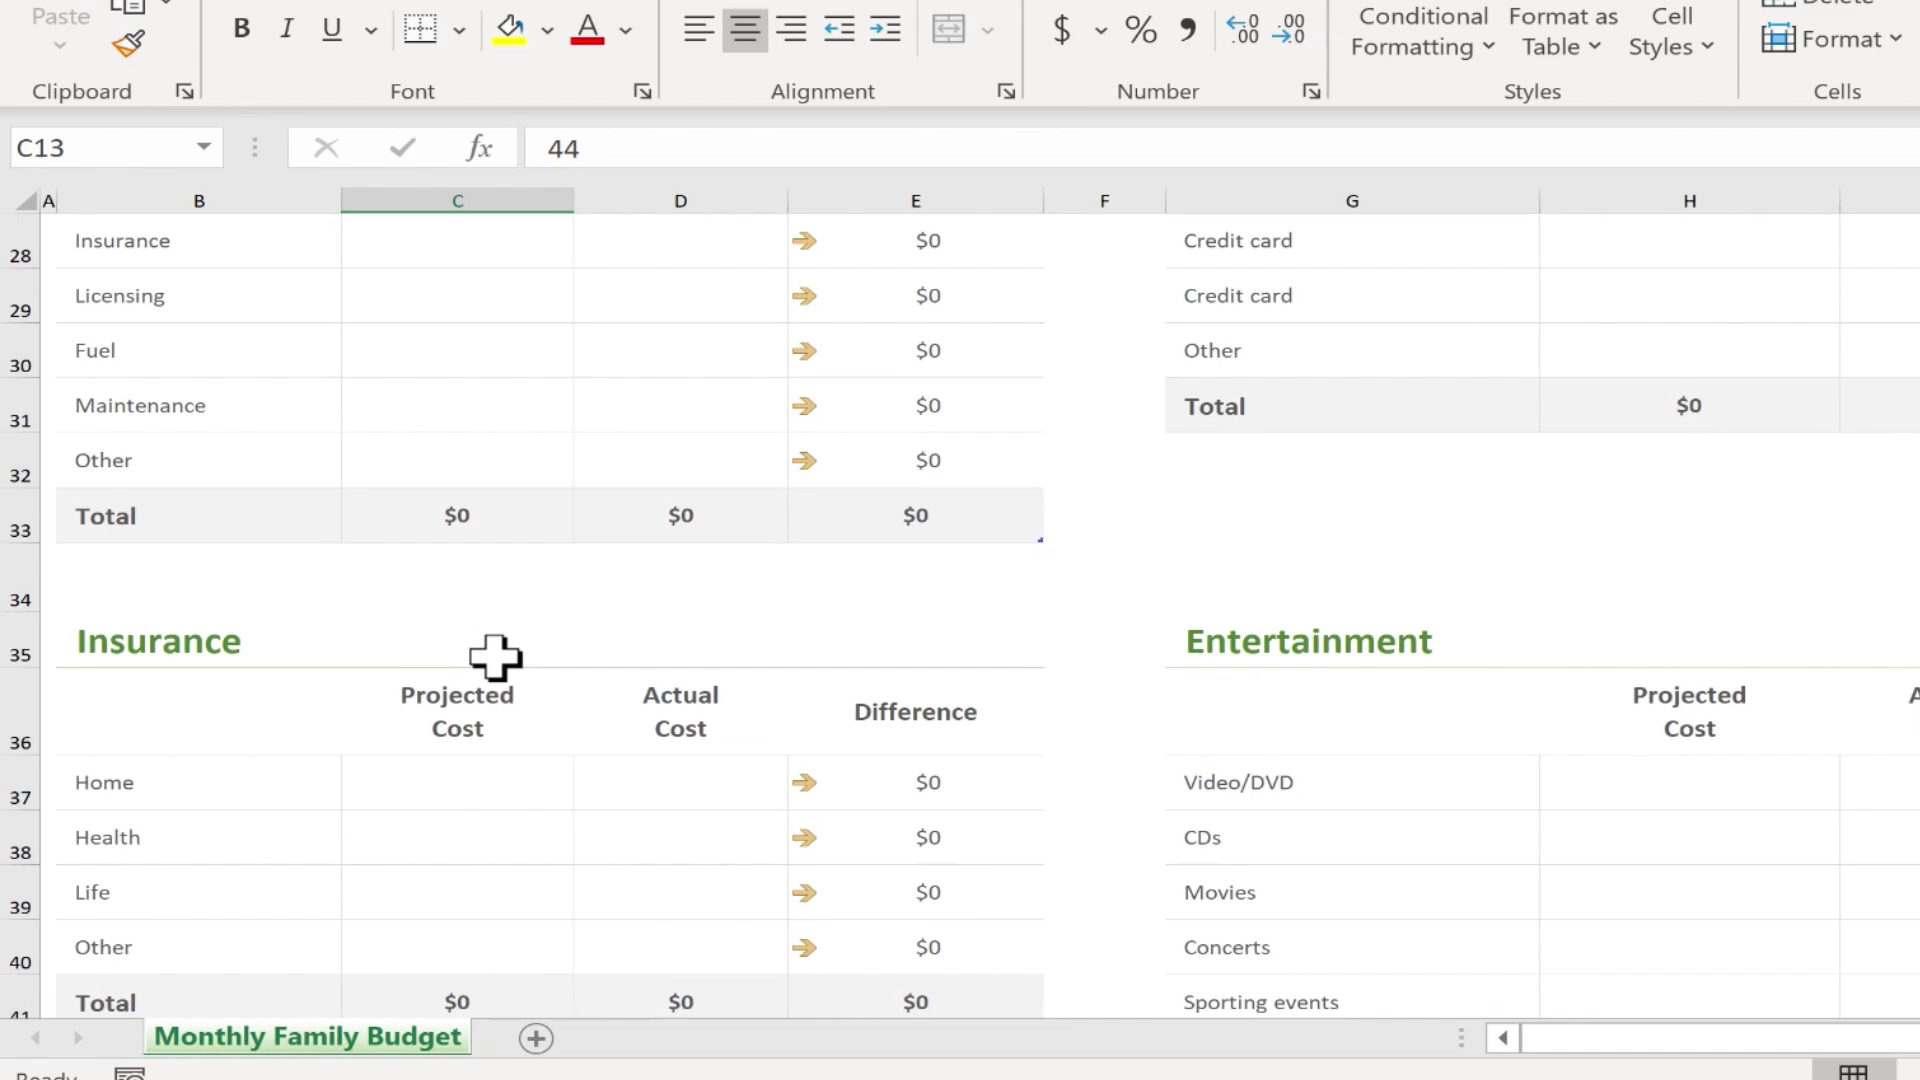 Paste
Clipboard
B I U
A
Font
Alignment
$ % ,
Number
Conditional
Formatting
Format as
Table
Cell
Styles
Styles
Delete
Format
Cells
C13
fx
44
A B C D E F G H
28 Insurance $0 Credit card
29 Licensing $0 Credit card
30 Fuel $0 Other
31 Maintenance $0 Total $0
32 Other $0
33 Total $0 $0 $0
34
35 Insurance Entertainment
36 Projected Cost Actual Cost Difference Projected Cost
37 Home $0 Video/DVD
38 Health $0 CDs
39 Life $0 Movies
40 Other $0 Concerts
41 Total $0 $0 $0 Sporting events
Monthly Family Budget
Ready